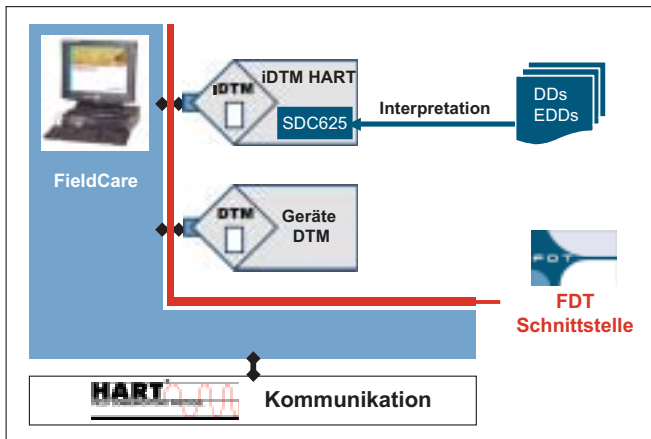 iDTM HART
iDTM
SDC625
Interpretation
DDs
EDDs
FieldCare
DTM
Geräte
DTM
FDT
FDT
Schnittstelle
HART
Kommunikation